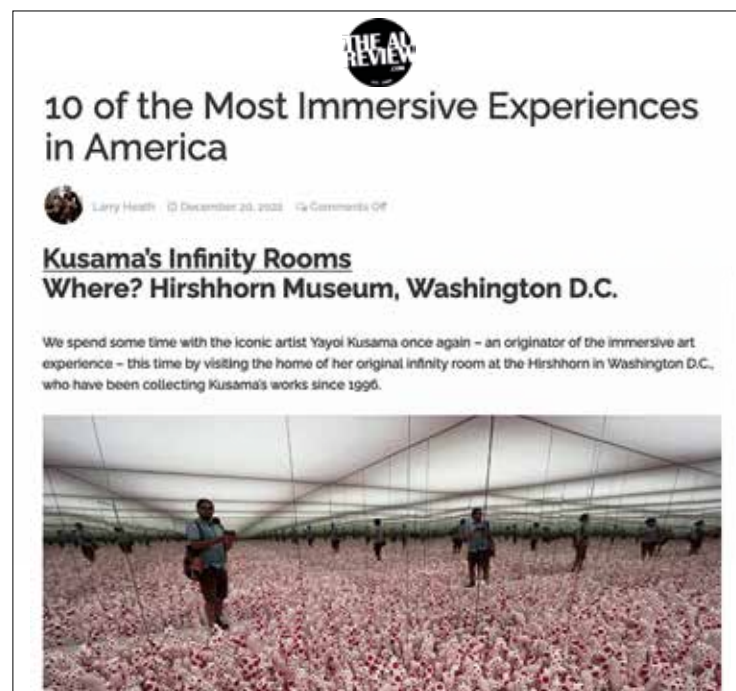 THE AU
REVIEW
.COM
10 of the Most Immersive Experiences
in America
Larry Heath December 20, 2022 Comments Off
Kusama's Infinity Rooms
Where? Hirshhorn Museum, Washington D.C.
We spend some time with the iconic artist Yayoi Kusama once again – an originator of the immersive art
experience – this time by visiting the home of her original infinity room at the Hirshhorn in Washington D.C.,
who have been collecting Kusama's works since 1996.